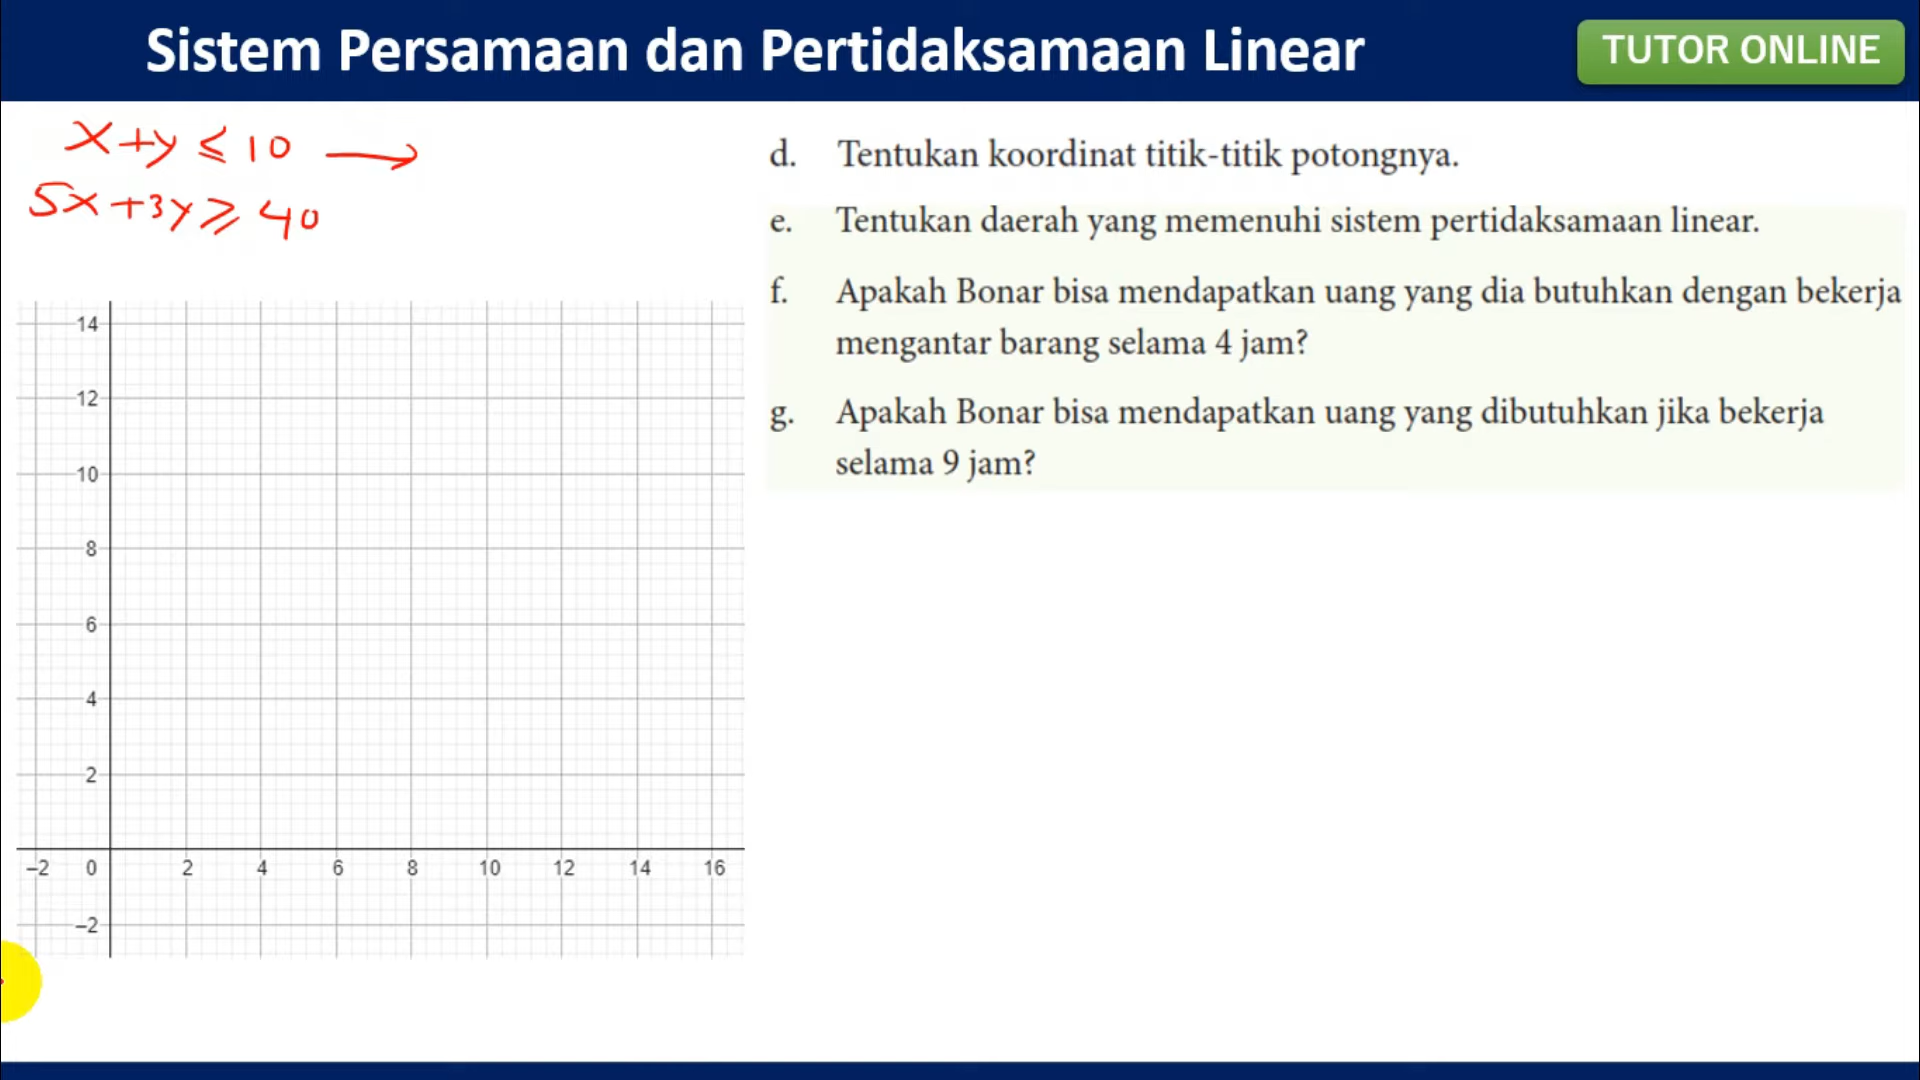 Sistem Persamaan dan Pertidaksamaan Linear
TUTOR ONLINE
x+y ≤ 10 →
5x+3y ≥ 40
d. Tentukan koordinat titik-titik potongnya.
e. Tentukan daerah yang memenuhi sistem pertidaksamaan linear.
f. Apakah Bonar bisa mendapatkan uang yang dia butuhkan dengan bekerja
mengantar barang selama 4 jam?
g. Apakah Bonar bisa mendapatkan uang yang dibutuhkan jika bekerja
selama 9 jam?
14
12
10
8
6
4
2
–2 0 2 4 6 8 10 12 14 16
–2